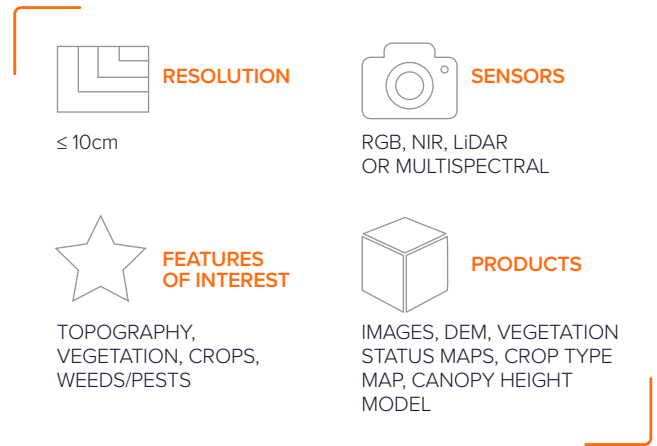 RESOLUTION
≤ 10cm
SENSORS
RGB, NIR, LiDAR
OR MULTISPECTRAL
FEATURES
OF INTEREST
TOPOGRAPHY,
VEGETATION, CROPS,
WEEDS/PESTS
PRODUCTS
IMAGES, DEM, VEGETATION
STATUS MAPS, CROP TYPE
MAP, CANOPY HEIGHT
MODEL